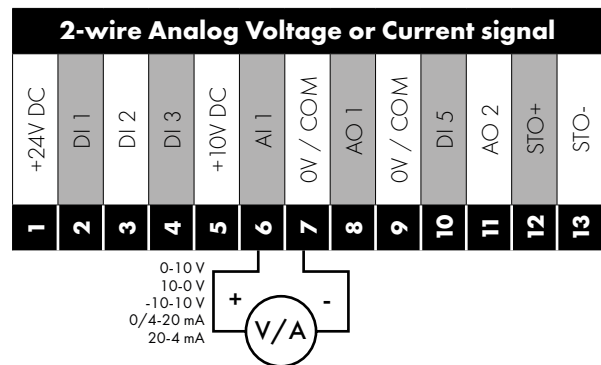 2-wire Analog Voltage or Current signal
+24V DC
DI 1
DI 2
DI 3
+10V DC
AI 1
0V / COM
AO 1
0V / COM
DI 5
AO 2
STO+
STO-
1
2
3
4
5
6
7
8
9
10
11
12
13
0-10 V
10-0 V
-10-10 V
0/4-20 mA
20-4 mA
+
-
V/A